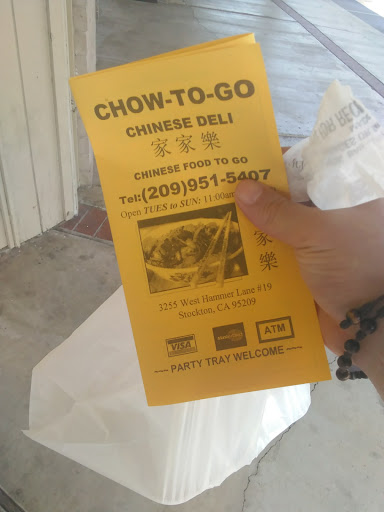 CHOW-TO-GO
CHINESE DELI
家家樂
CHINESE FOOD TO GO
Tel:(209)951-5407
Open TUES to SUN: 11:00am
家家樂
3255 West Hammer Lane #19
Stockton, CA 95209
VISA
ATM
PARTY TRAY WELCOME